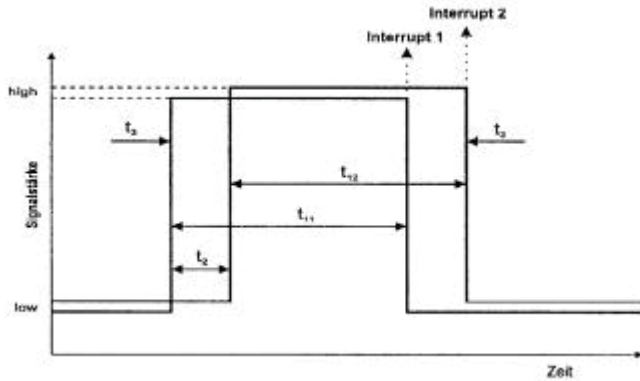 Interrupt 2
Interrupt 1
high
t₃
t₃
t₁₂
Signalstärke
t₁₁
t₂
low
Zeit